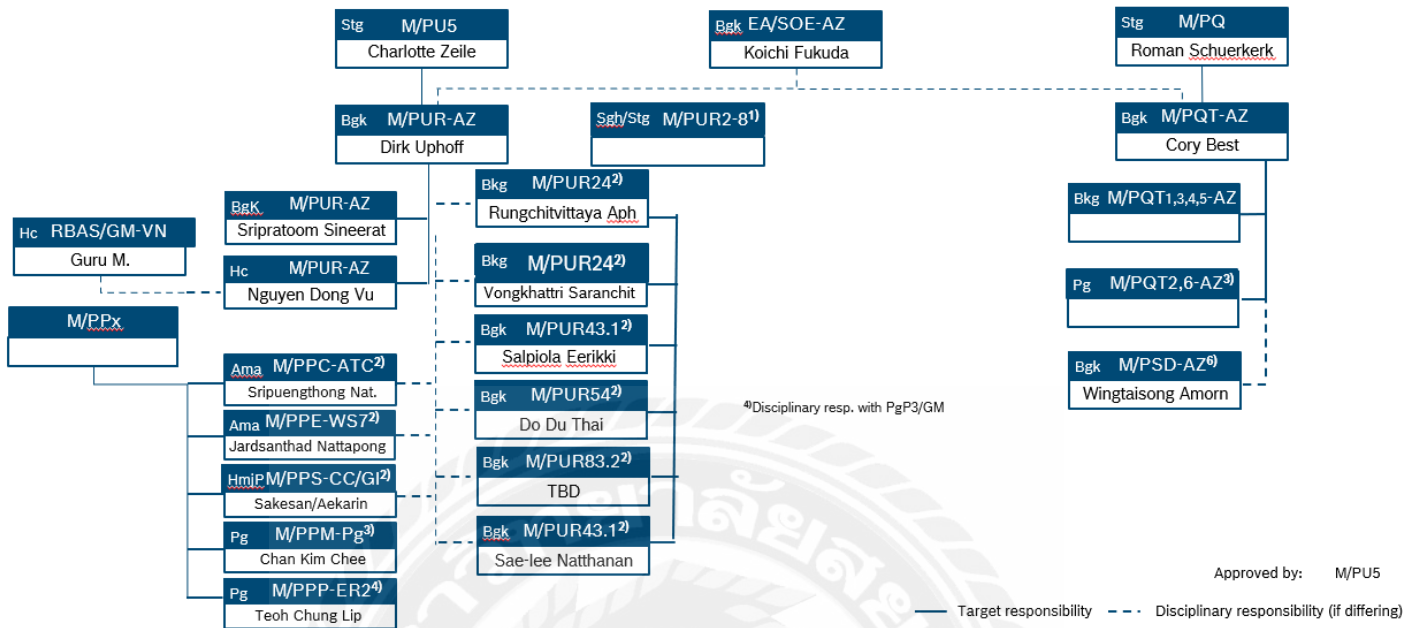 Stg M/PU5
Charlotte Zeile
Bgk EA/SOE-AZ
Koichi Fukuda
Stg M/PQ
Roman Schuerkerk
Bgk M/PUR-AZ
Dirk Uphoff
Sgh/Stg M/PUR2-8¹⁾
Bgk M/PQT-AZ
Cory Best
BgK M/PUR-AZ
Sripratoom Sineerat
Hc RBAS/GM-VN
Guru M.
Hc M/PUR-AZ
Nguyen Dong Vu
M/PPx
Ama M/PPC-ATC²⁾
Sripuengthong Nat.
Ama M/PPE-WS7²⁾
Jardsanthad Nattapong
HmjP M/PPS-CC/GI²⁾
Sakesan/Aekarin
Pg M/PPM-Pg³⁾
Chan Kim Chee
Pg M/PPP-ER2⁴⁾
Teoh Chung Lip
Bkg M/PUR24²⁾
Rungchitvittaya Aph
Bkg M/PUR24²⁾
Vongkhattri Saranchit
Bgk M/PUR43.1²⁾
Salpiola Eerikki
Bgk M/PUR54²⁾
Do Du Thai
Bgk M/PUR83.2²⁾
TBD
Bgk M/PUR43.1²⁾
Sae-lee Natthanan
Bkg M/PQT1,3,4,5-AZ
Pg M/PQT2,6-AZ³⁾
Bgk M/PSD-AZ⁶⁾
Wingtaisong Amorn
⁴⁾Disciplinary resp. with PgP3/GM
Approved by: M/PU5
Target responsibility
Disciplinary responsibility (if differing)